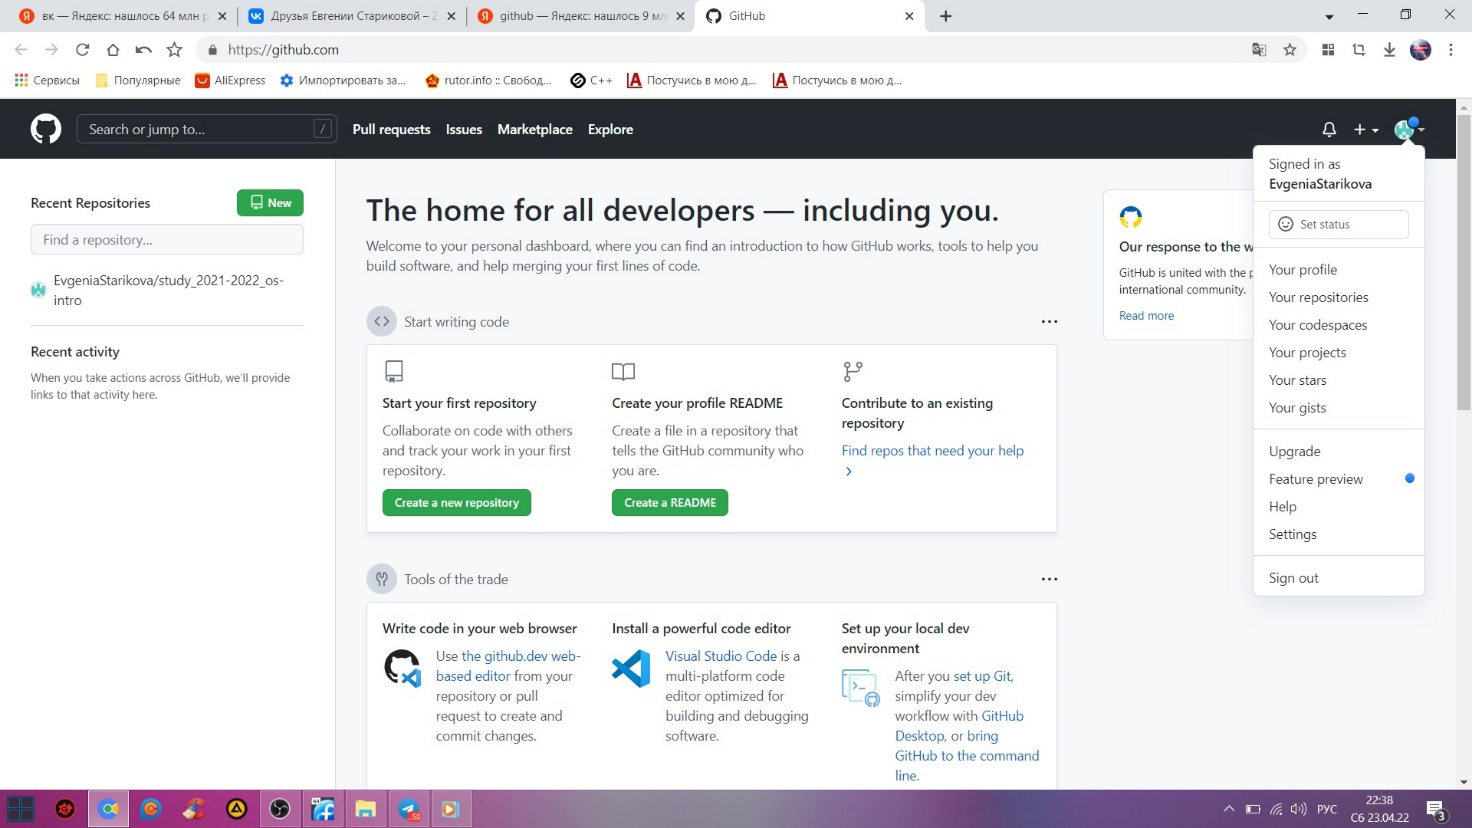 вк — Яндекс: нашлось 64 млн р
Друзья Евгении Стариковой – 2
github — Яндекс: нашлось 9 мл
GitHub
https://github.com
Сервисы
Популярные
AliExpress
Импортировать за...
rutor.info :: Свобод...
C++
Постучись в мою д...
Постучись в мою д...
Search or jump to...
/
Pull requests
Issues
Marketplace
Explore
Recent Repositories
New
Find a repository...
EvgeniaStarikova/study_2021-2022_os-
intro
Recent activity
When you take actions across GitHub, we'll provide
links to that activity here.
The home for all developers — including you.
Welcome to your personal dashboard, where you can find an introduction to how GitHub works, tools to help you
build software, and help merging your first lines of code.
Start writing code
Start your first repository
Collaborate on code with others
and track your work in your first
repository.
Create a new repository
Create your profile README
Create a file in a repository that
tells the GitHub community who
you are.
Create a README
Contribute to an existing
repository
Find repos that need your help
Tools of the trade
Write code in your web browser
Use the github.dev web-
based editor from your
repository or pull
request to create and
commit changes.
Install a powerful code editor
Visual Studio Code is a
multi-platform code
editor optimized for
building and debugging
software.
Set up your local dev
environment
After you set up Git,
simplify your dev
workflow with GitHub
Desktop, or bring
GitHub to the command
line.
Our response to the w
GitHub is united with the p
international community.
Read more
Signed in as
EvgeniaStarikova
Set status
Your profile
Your repositories
Your codespaces
Your projects
Your stars
Your gists
Upgrade
Feature preview
Help
Settings
Sign out
РУС
22:38
Сб 23.04.22
3